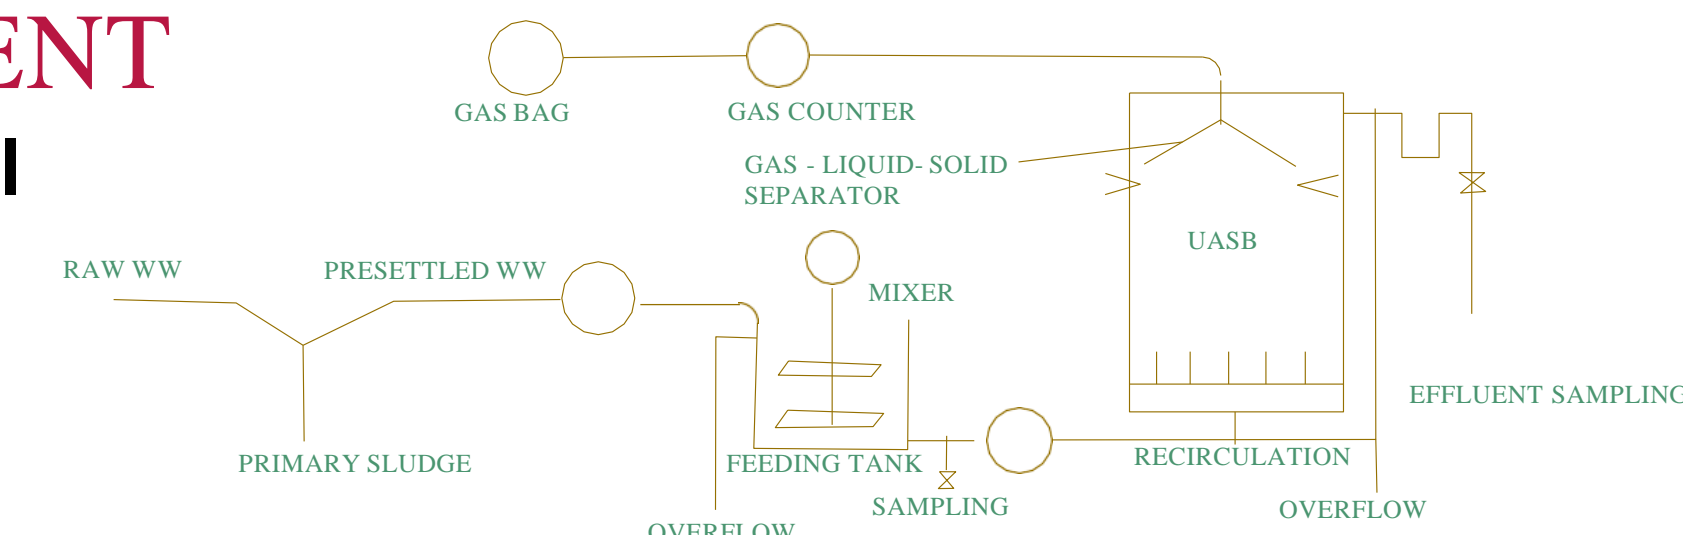 ENT
GAS BAG
GAS COUNTER
GAS - LIQUID- SOLID
SEPARATOR
UASB
RAW WW
PRESETTLED WW
MIXER
EFFLUENT SAMPLING
PRIMARY SLUDGE
FEEDING TANK
RECIRCULATION
SAMPLING
OVERFLOW
OVERFLOW